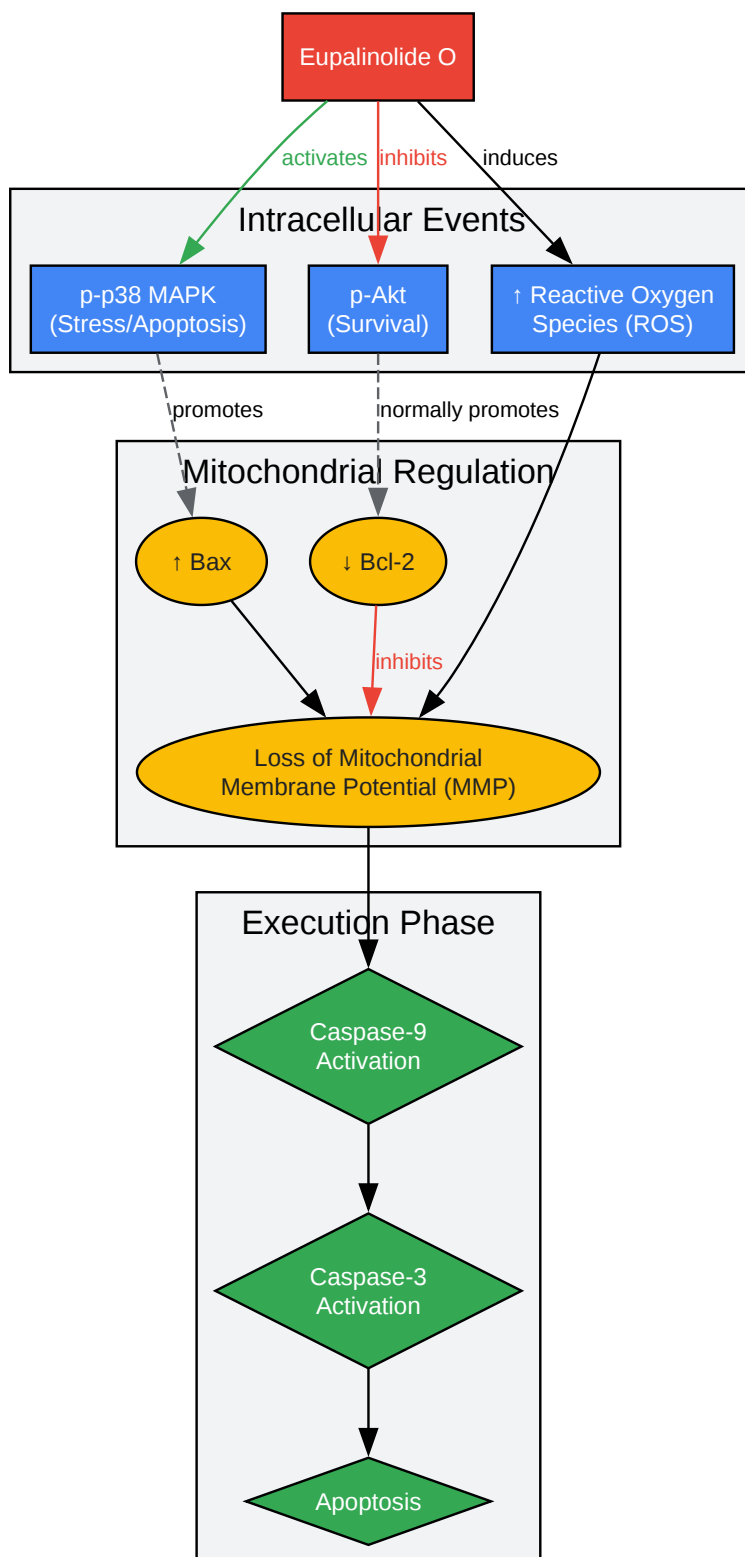 Eupalinolide O
activates
inhibits
induces
Intracellular Events
p-p38 MAPK
(Stress/Apoptosis)
p-Akt
(Survival)
↑ Reactive Oxygen
Species (ROS)
promotes
normally promotes
Mitochondrial Regulation
↑ Bax
↓ Bcl-2
inhibits
Loss of Mitochondrial
Membrane Potential (MMP)
Execution Phase
Caspase-9
Activation
Caspase-3
Activation
Apoptosis